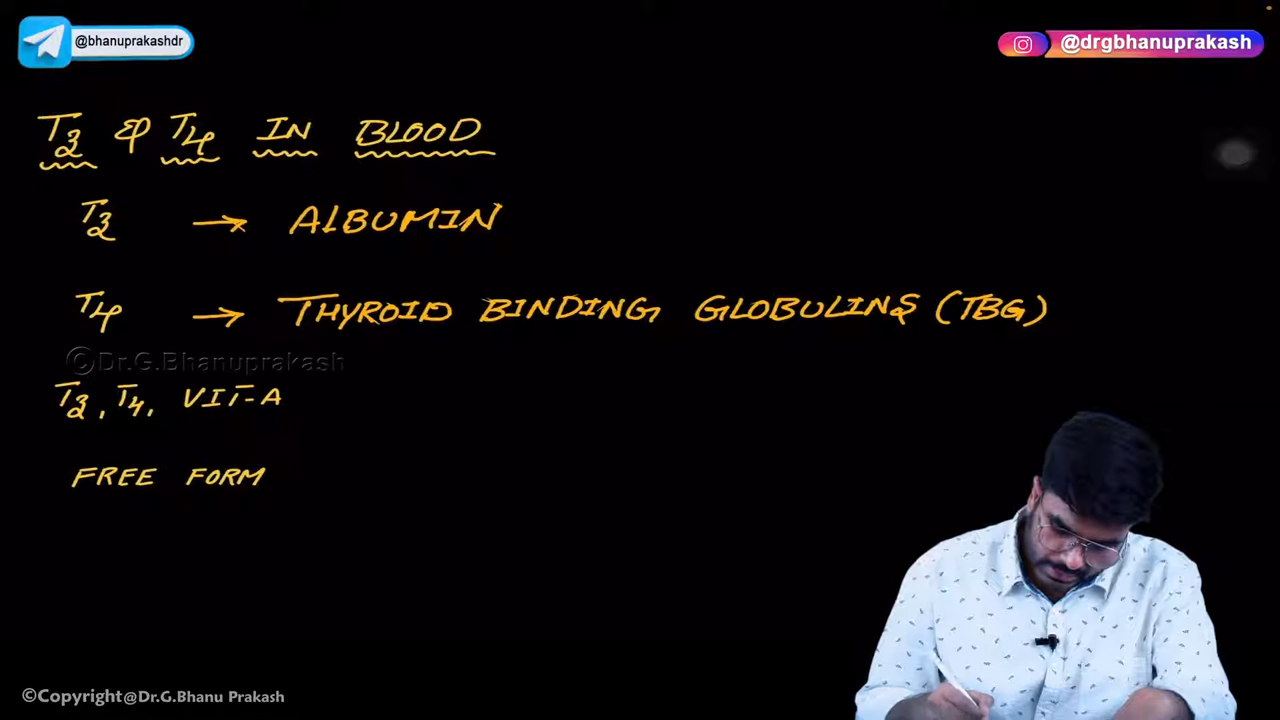 @bhanuprakashdr
@drgbhanuprakash
T3 & T4 IN BLOOD
T3 → ALBUMIN
T4 → THYROID BINDING GLOBULINS (TBG)
©Dr.G.Bhanuprakash
T3, T4, VIT-A
FREE FORM
©Copyright@Dr.G.Bhanu Prakash